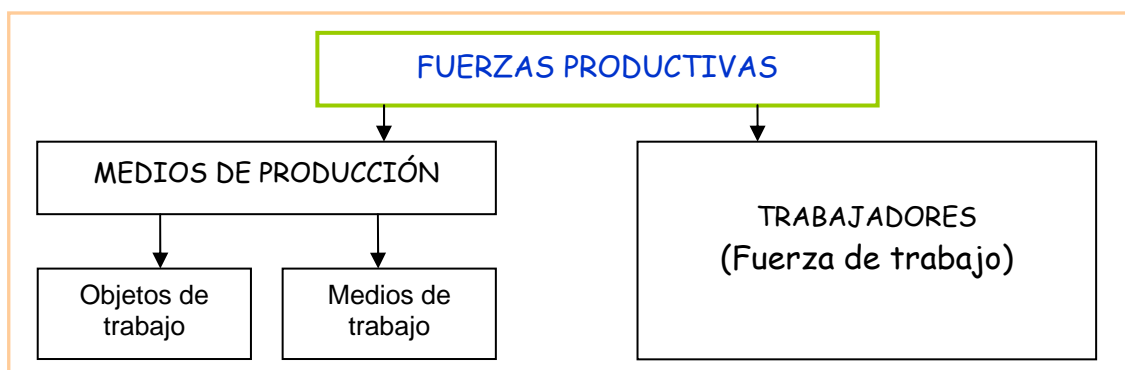 FUERZAS PRODUCTIVAS
MEDIOS DE PRODUCCIÓN
Objetos de
trabajo
Medios de
trabajo
TRABAJADORES
(Fuerza de trabajo)